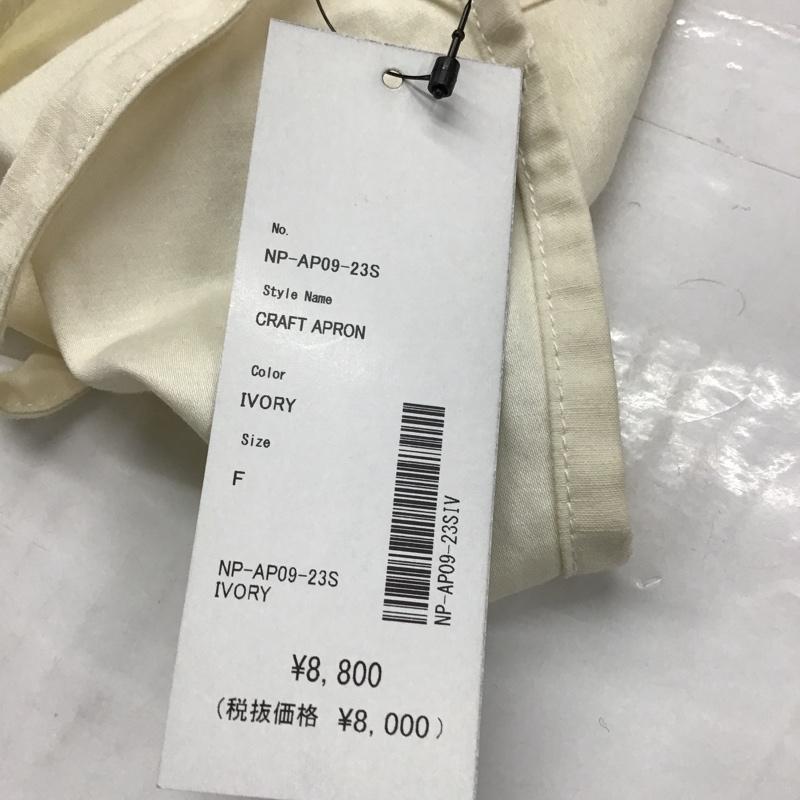 No.
NP-AP09-23S
Style Name
CRAFT APRON
Color
IVORY
Size
F
NP-AP09-23SIV
NP-AP09-23S
IVORY
¥8,800
(税抜価格 ¥8,000)